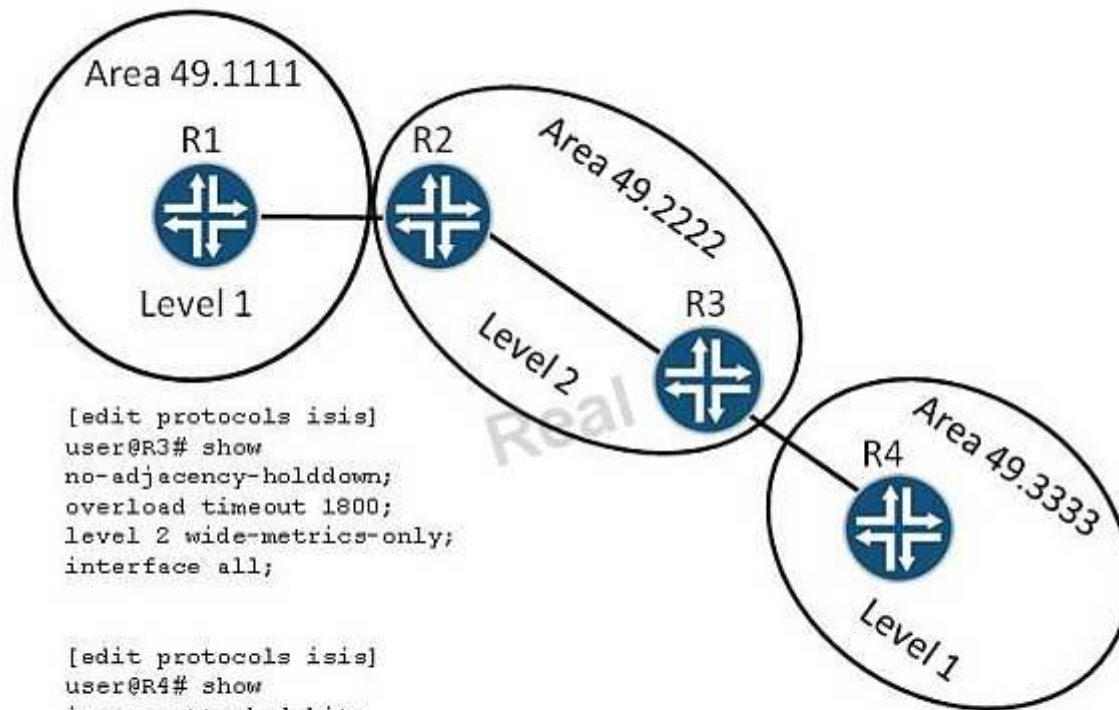 Area 49.1111
R1
Level 1
R2
Area 49.2222
R3
Level 2
Real
R4
Area 49.3333
Level 1
[edit protocols isis]
user@R3# show
no-adjacency-holddown;
overload timeout 1800;
level 2 wide-metrics-only;
interface all;
[edit protocols isis]
user@R4# show